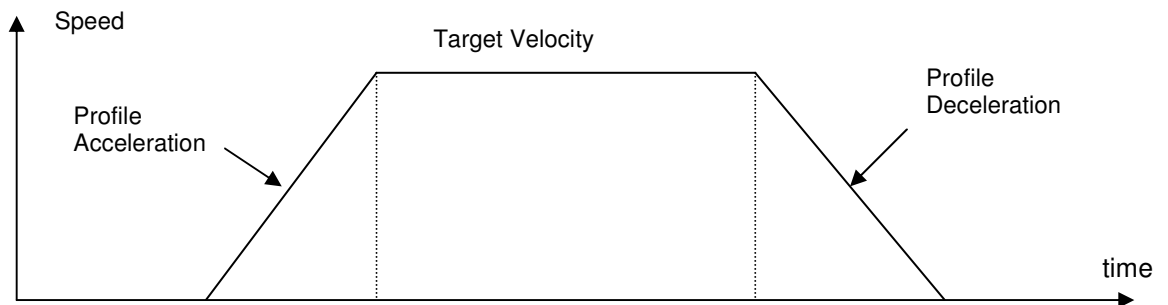 Speed
Target Velocity
Profile
Acceleration
Profile
Deceleration
time